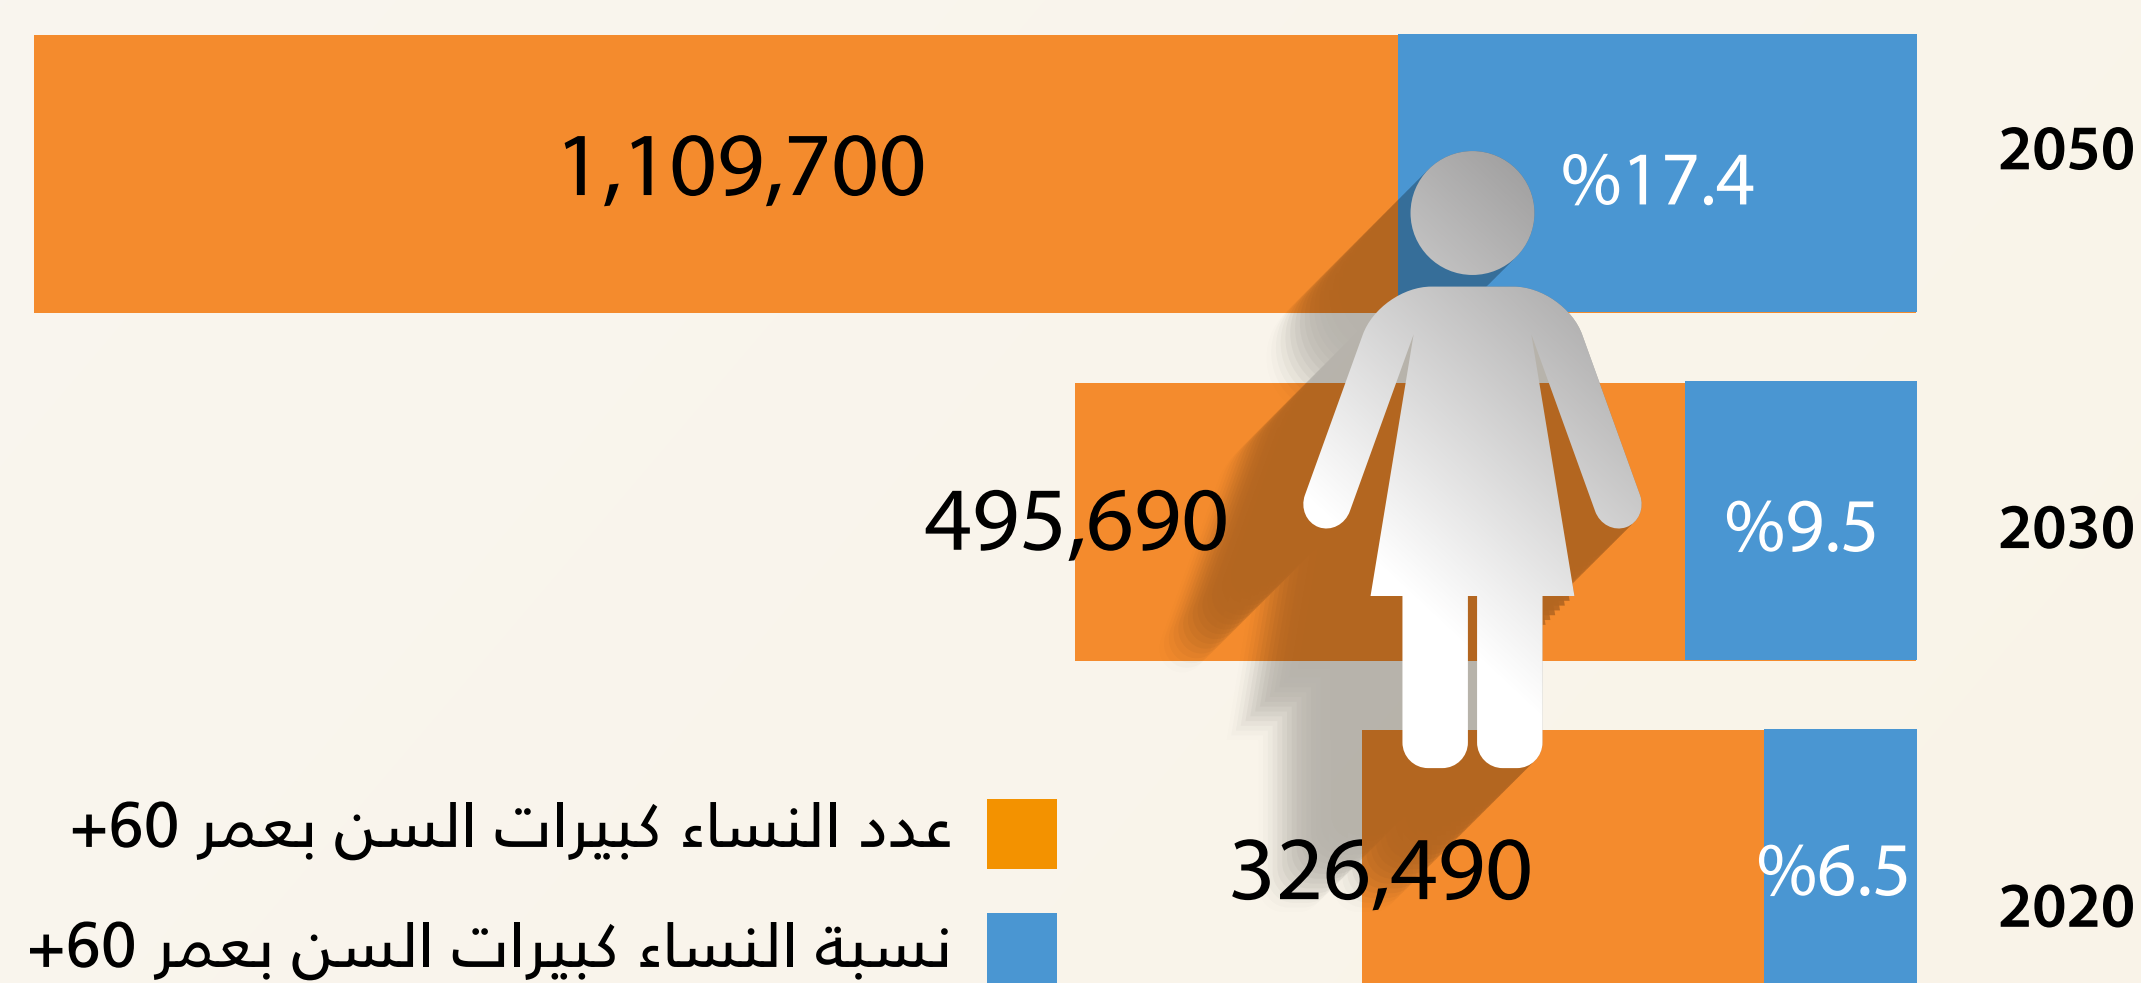 2050 %17.4 1,109,700
2030 %9.5 495,690
2020 %6.5 326,490
عدد النساء كبيرات السن بعمر 60+
نسبة النساء كبيرات السن بعمر 60+